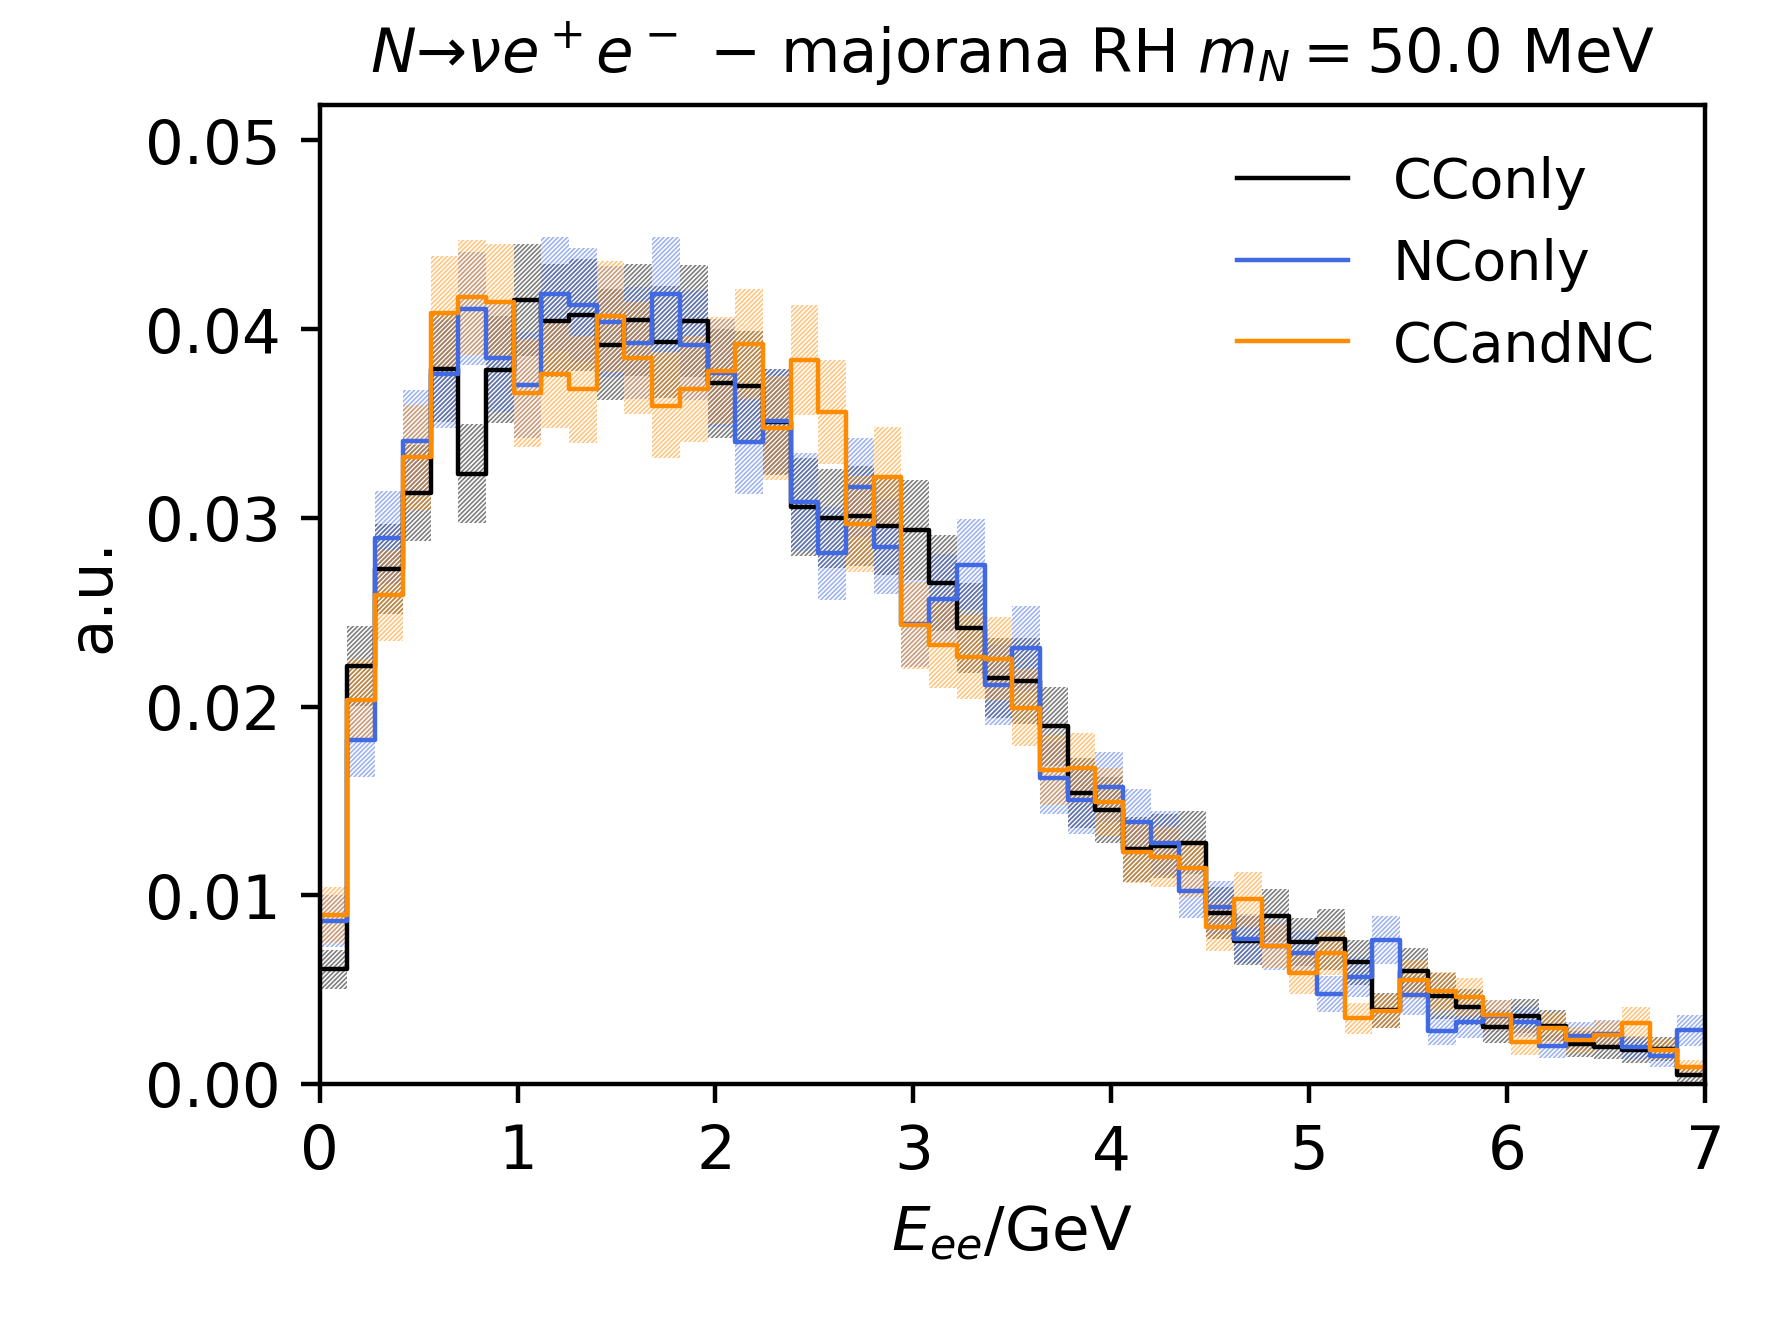 N→νe⁺e⁻ − majorana RH m_N = 50.0 MeV
0.05
0.04
0.03
0.02
0.01
0.00
a.u.
CConly
NConly
CCandNC
0 1 2 3 4 5 6 7
E_ee/GeV